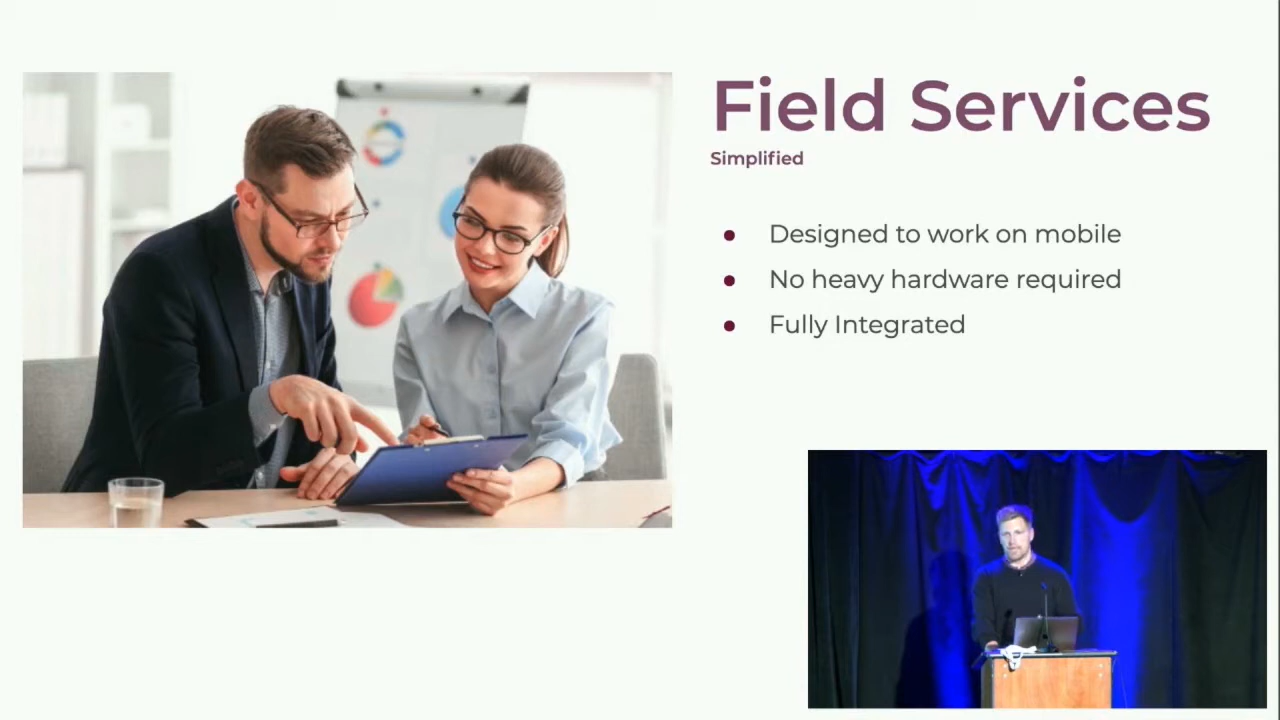 Field Services
Simplified
Designed to work on mobile
No heavy hardware required
Fully Integrated